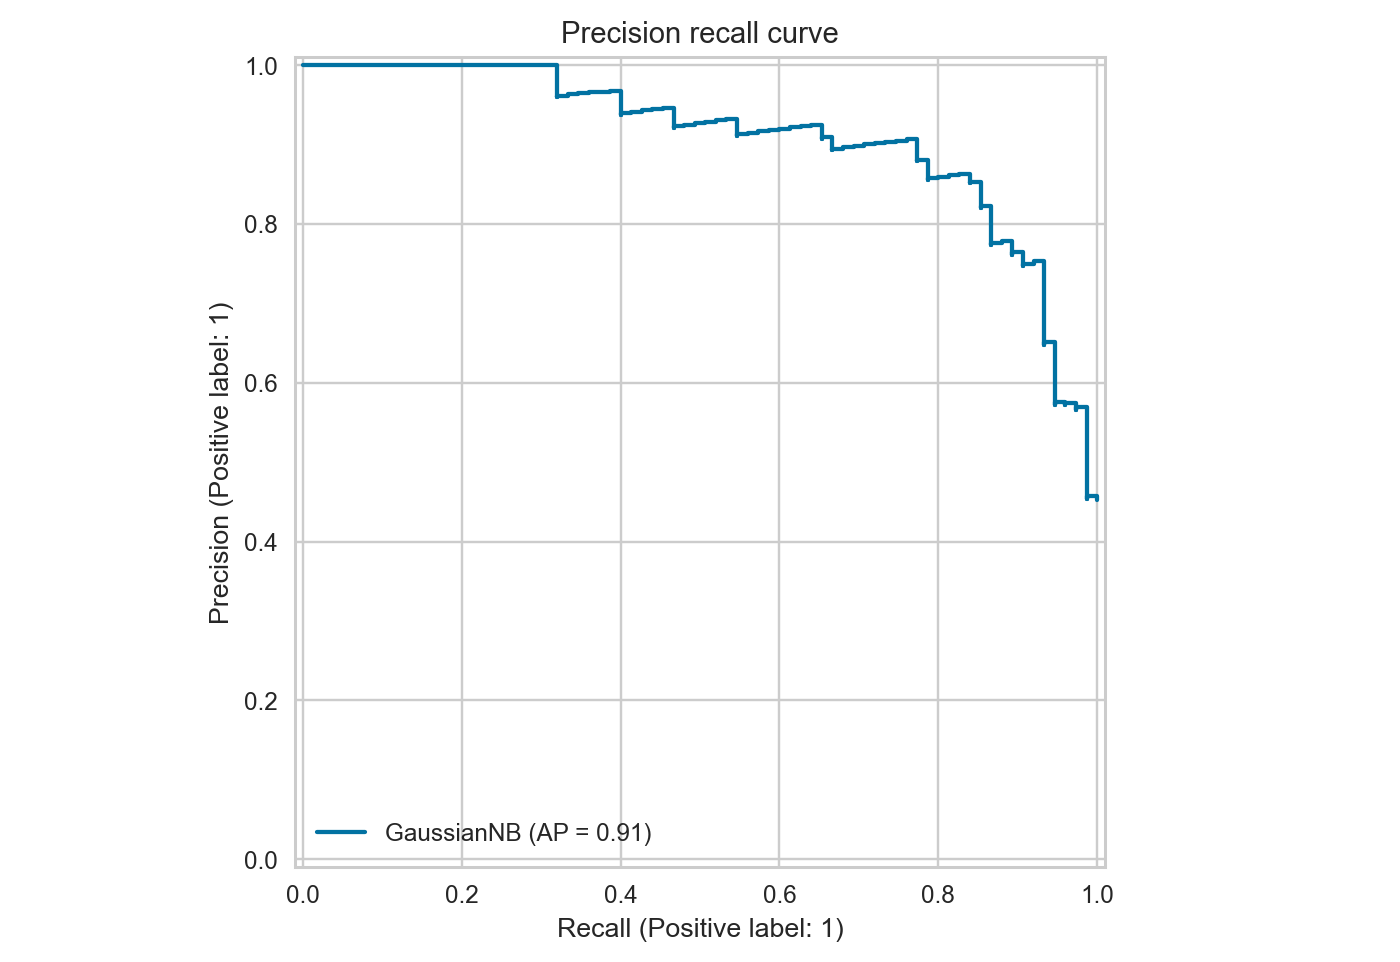 Precision recall curve
1.0
0.8
0.6
0.4
0.2
0.0
Precision (Positive label: 1)
GaussianNB (AP = 0.91)
0.0 0.2 0.4 0.6 0.8 1.0
Recall (Positive label: 1)